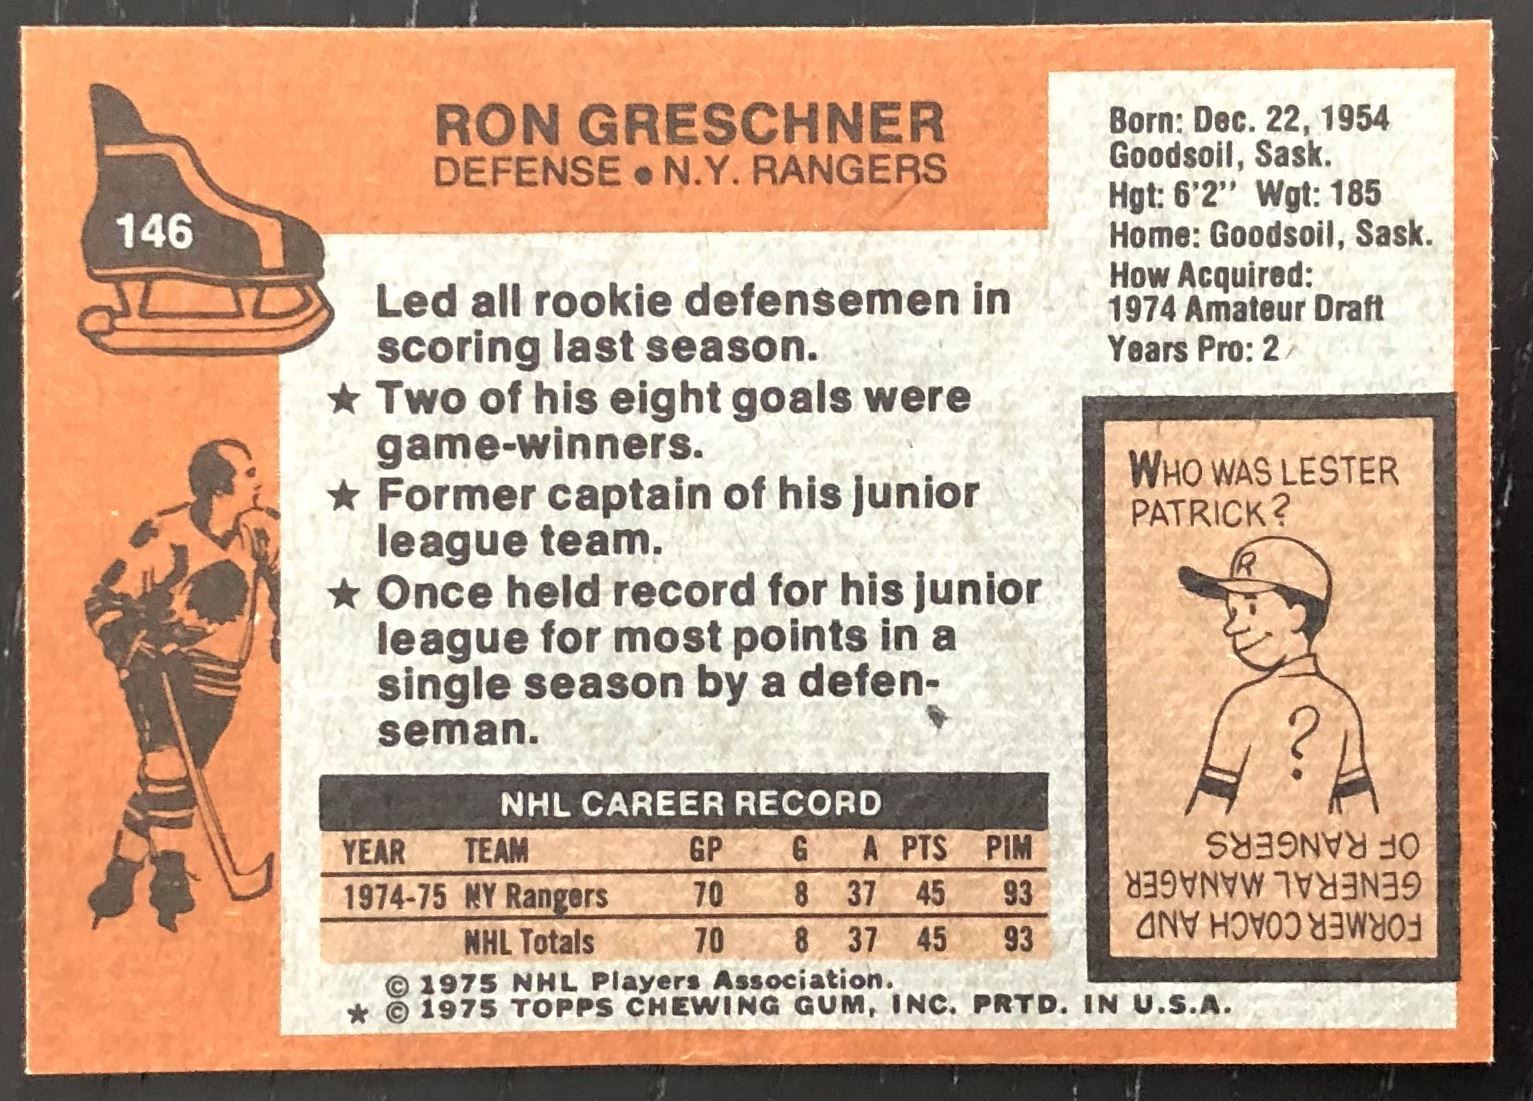 146
RON GRESCHNER
DEFENSE • N.Y. RANGERS
Born: Dec. 22, 1954
Goodsoil, Sask.
Hgt: 6'2" Wgt: 185
Home: Goodsoil, Sask.
How Acquired:
1974 Amateur Draft
Years Pro: 2
Led all rookie defensemen in
scoring last season.
★ Two of his eight goals were
game-winners.
★ Former captain of his junior
league team.
★ Once held record for his junior
league for most points in a
single season by a defen-
seman.
WHO WAS LESTER
PATRICK?
R
?
FORMER COACH AND
GENERAL MANAGER
OF RANGERS
NHL CAREER RECORD
YEAR TEAM GP G A PTS PIM
1974-75 NY Rangers 70 8 37 45 93
NHL Totals 70 8 37 45 93
© 1975 NHL Players Association.
★ © 1975 TOPPS CHEWING GUM, INC. PRTD. IN U.S.A.